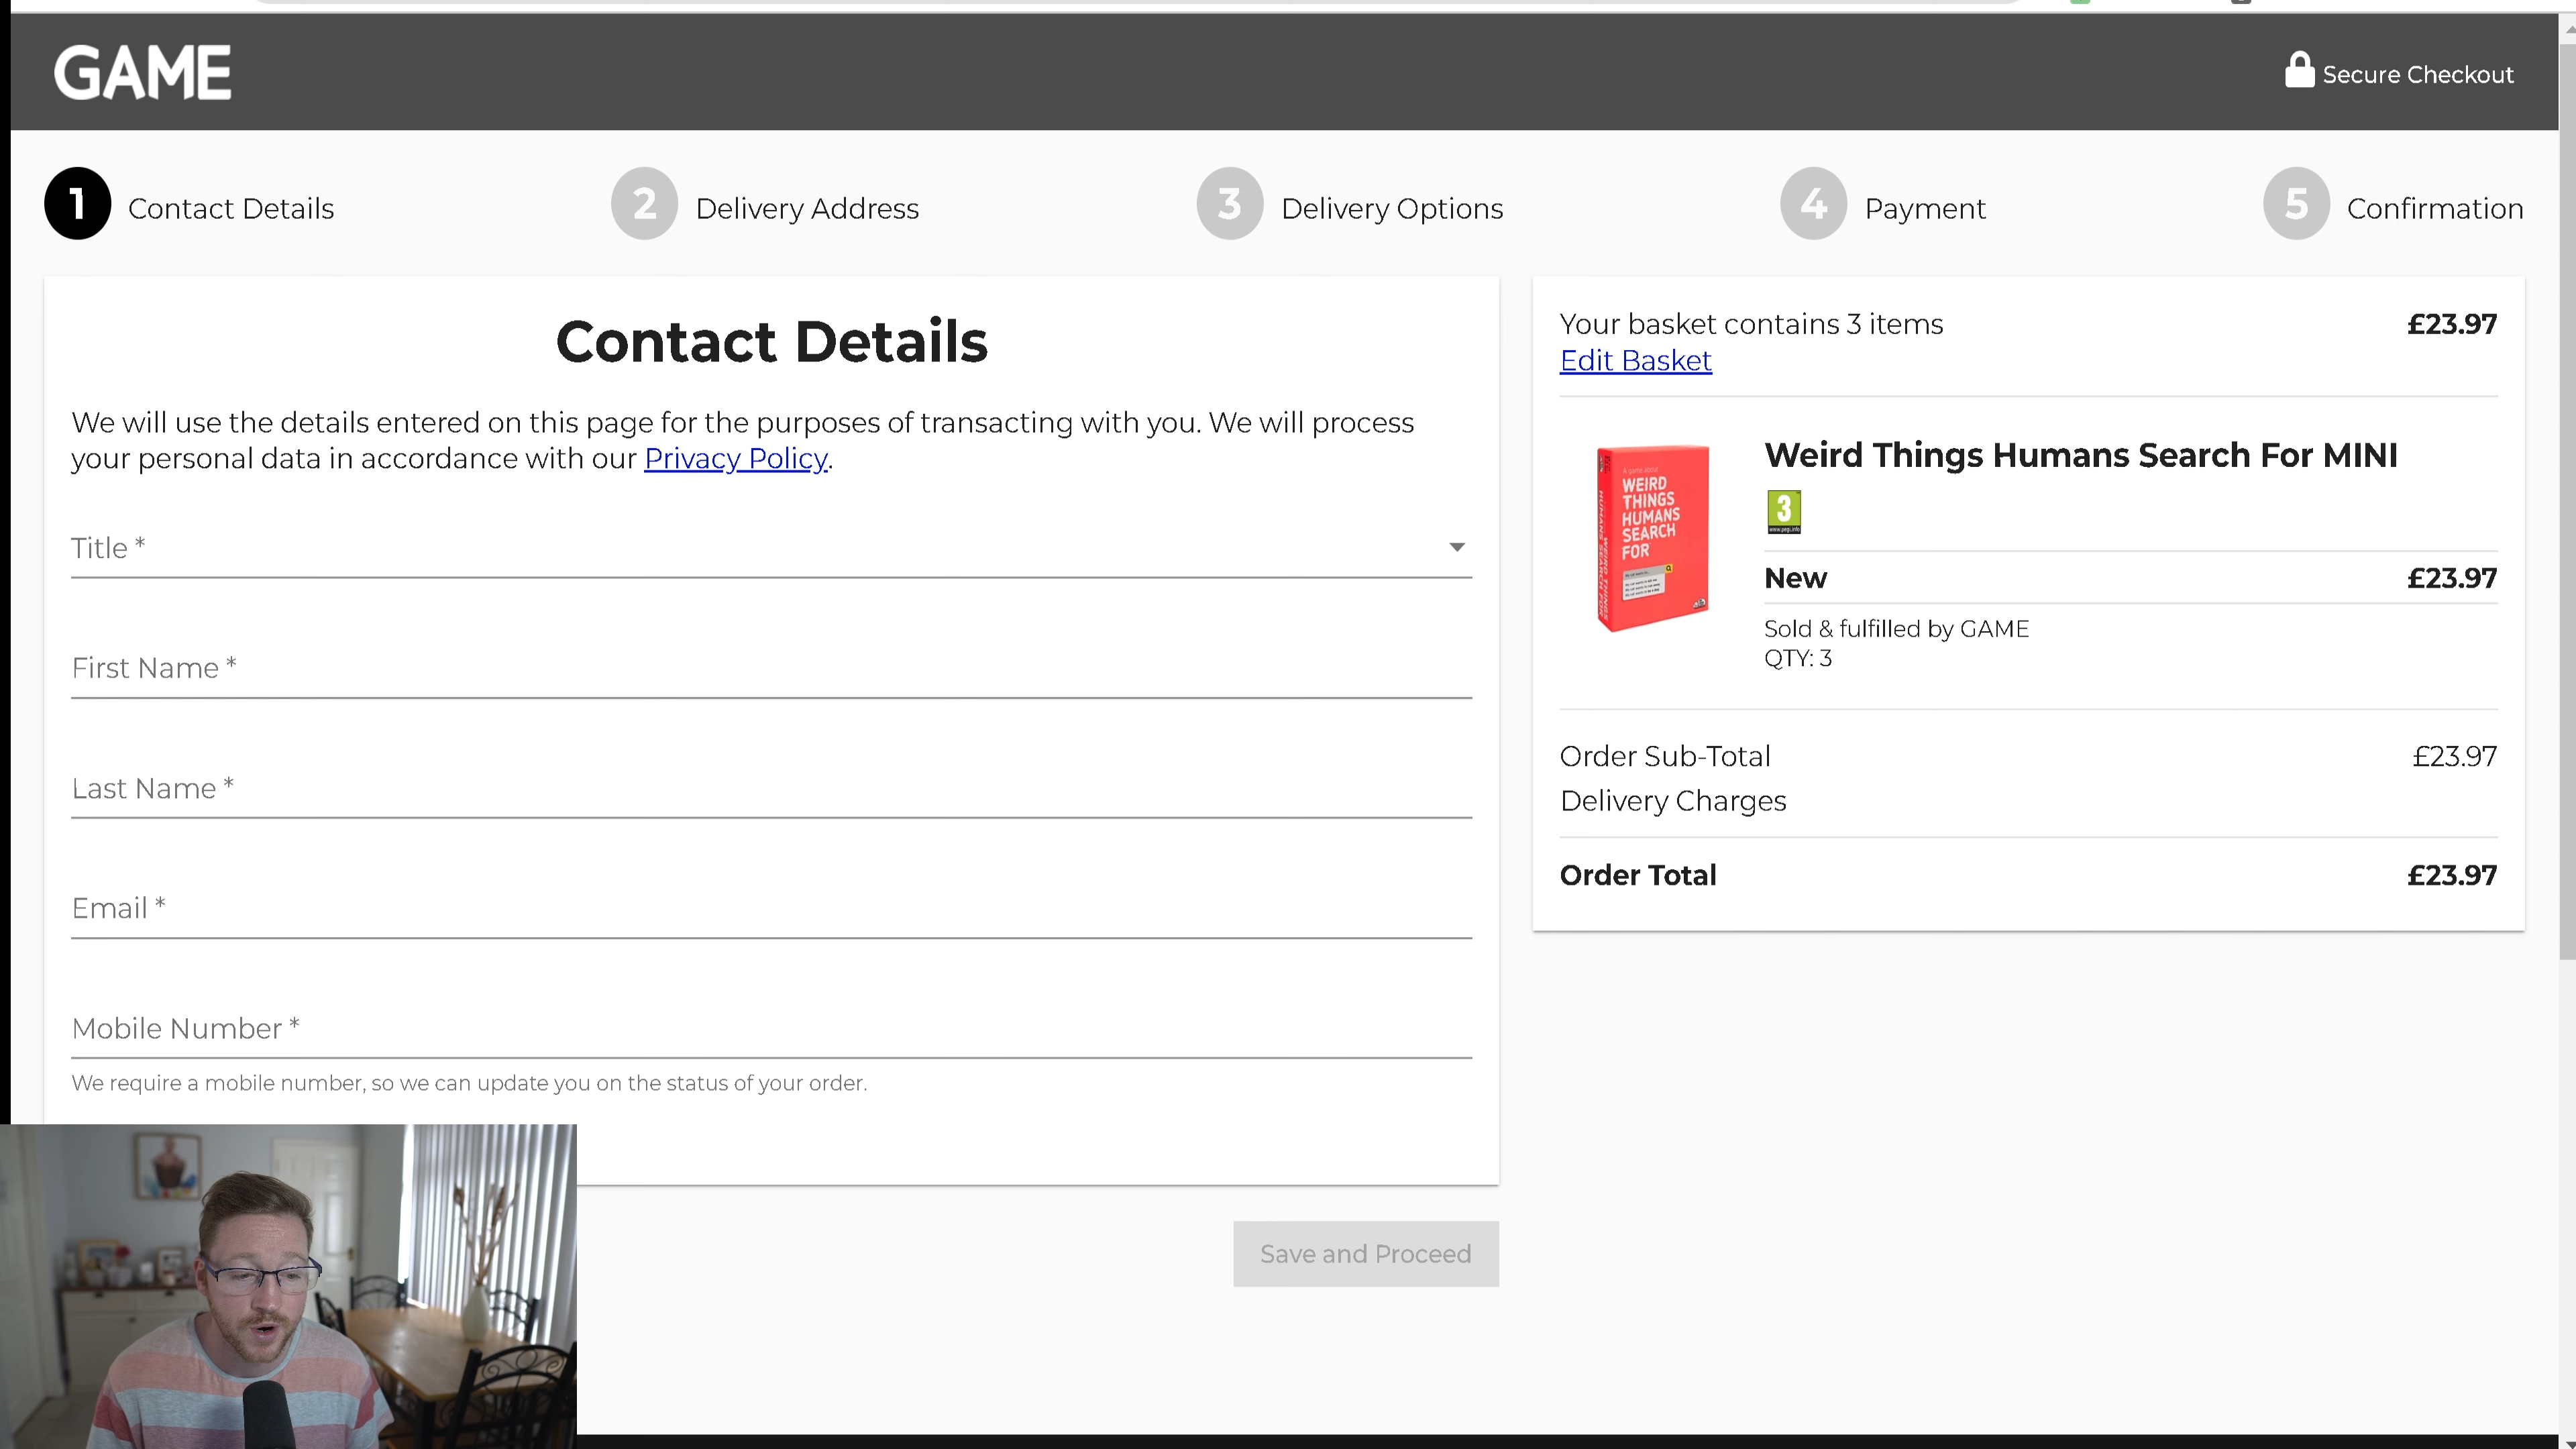 GAME
Secure Checkout
1 Contact Details
2 Delivery Address
3 Delivery Options
4 Payment
5 Confirmation
Contact Details
We will use the details entered on this page for the purposes of transacting with you. We will process
your personal data in accordance with our Privacy Policy.
Title *
First Name *
Last Name *
Email *
Mobile Number *
We require a mobile number, so we can update you on the status of your order.
Save and Proceed
Your basket contains 3 items £23.97
Edit Basket
A game about
WEIRD
THINGS
HUMANS
SEARCH
FOR
Weird Things Humans Search For MINI
3
www.pegi.info
New £23.97
Sold & fulfilled by GAME
QTY: 3
Order Sub-Total £23.97
Delivery Charges
Order Total £23.97